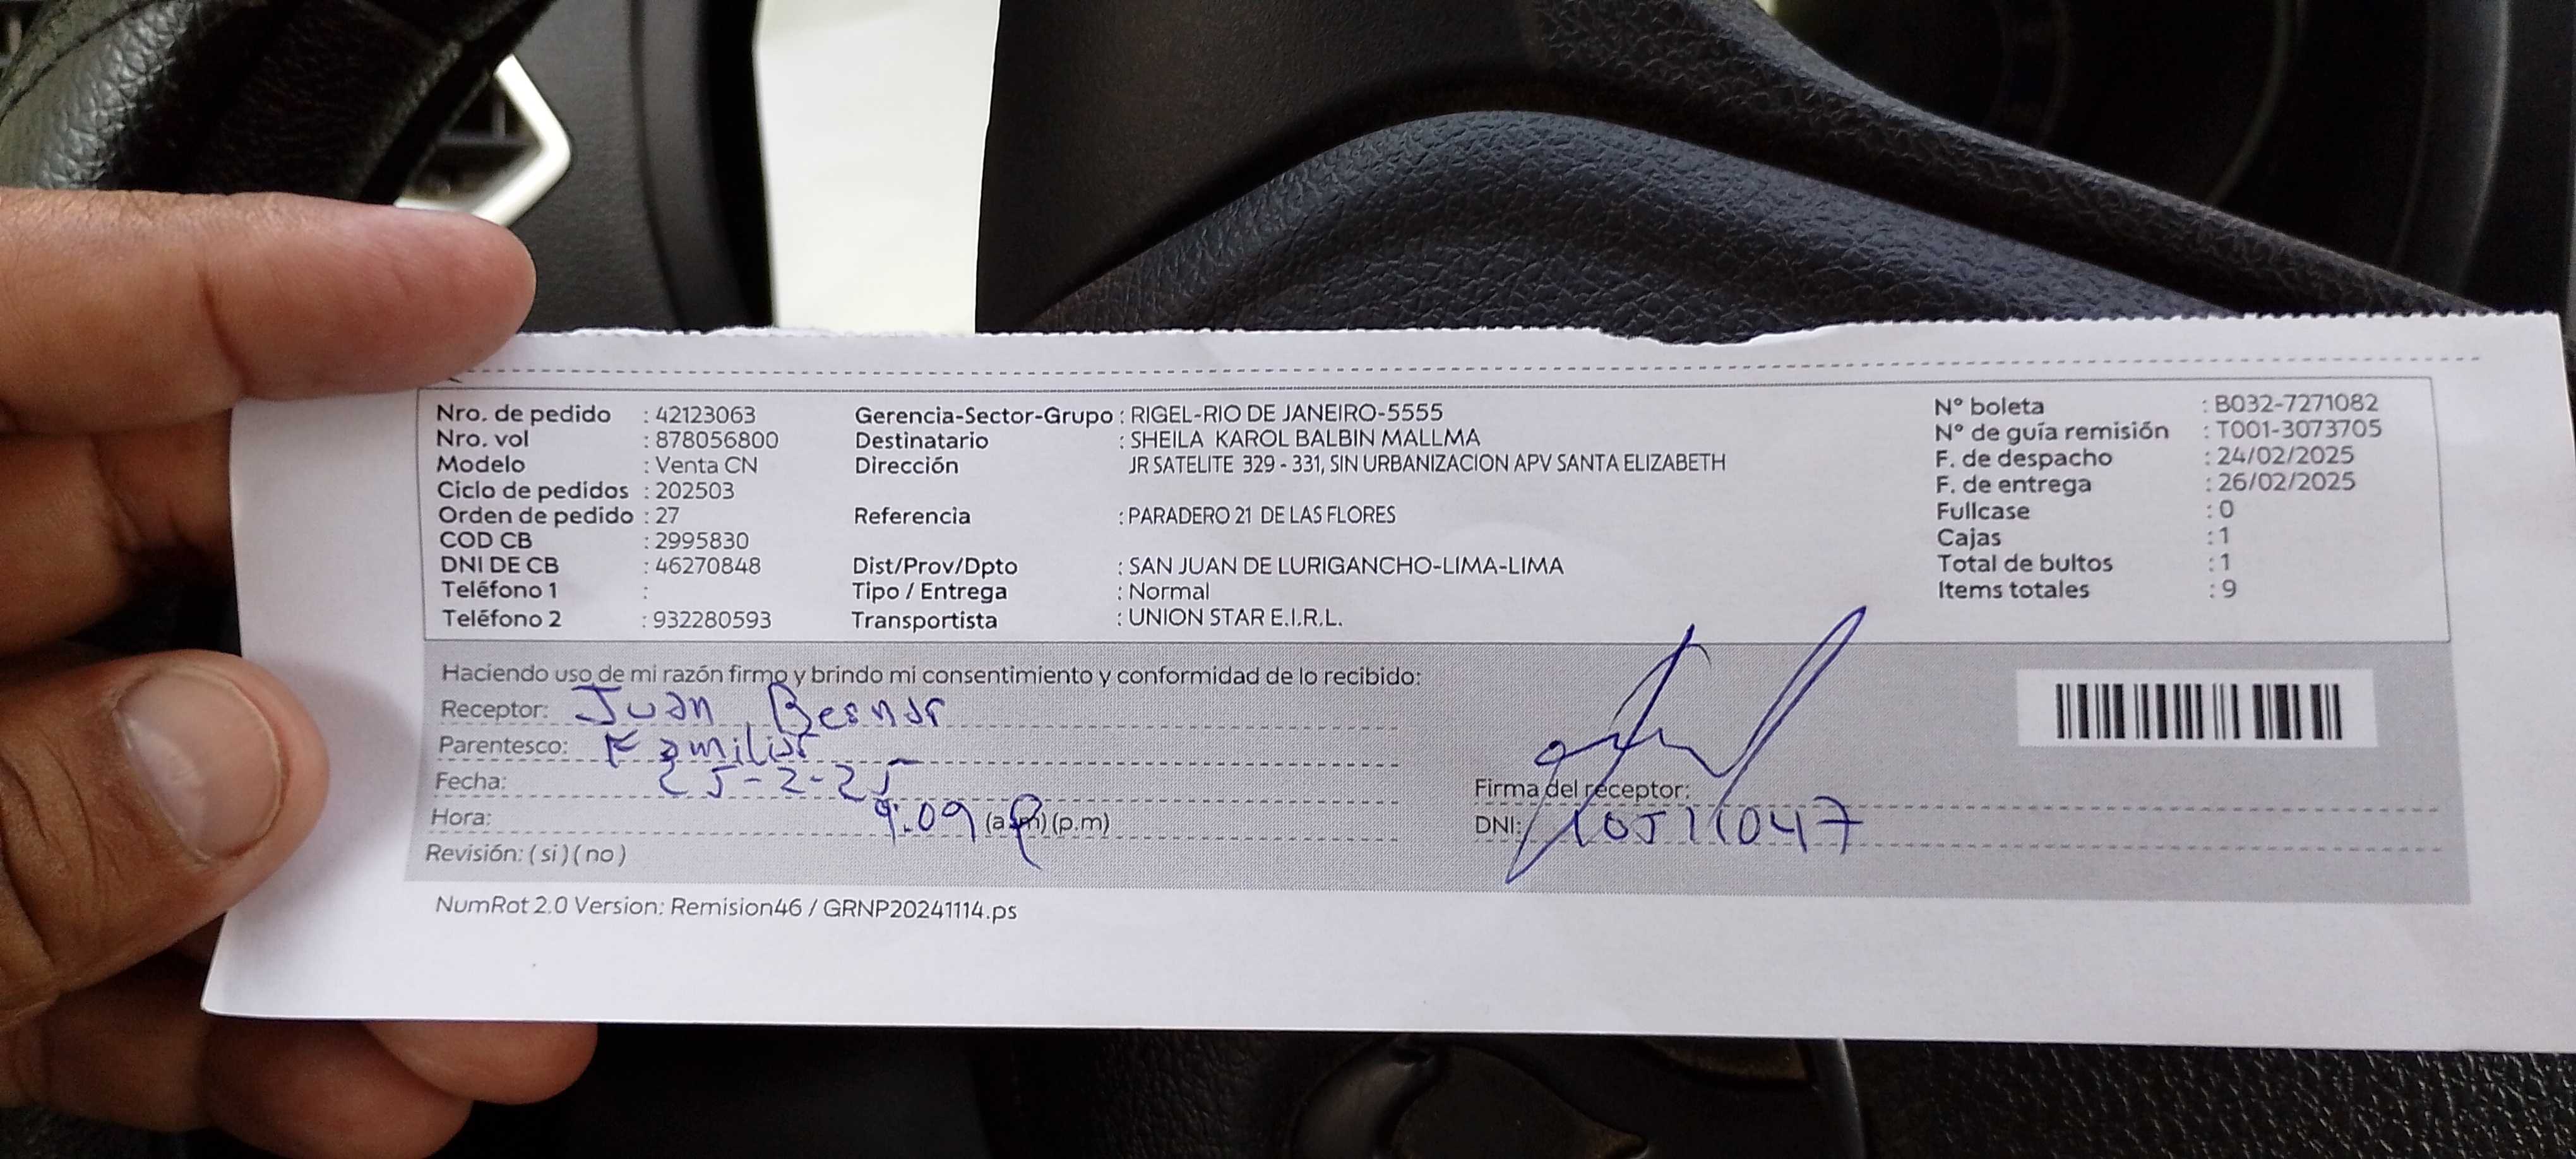 Nro. de pedido : 42123063
Nro. vol : 878056800
Modelo : Venta CN
Ciclo de pedidos : 202503
Orden de pedido : 27
COD CB : 2995830
DNI DE CB : 46270848
Teléfono 1 :
Teléfono 2 : 932280593
Gerencia-Sector-Grupo : RIGEL-RIO DE JANEIRO-5555
Destinatario : SHEILA KAROL BALBIN MALLMA
Dirección JR SATELITE 329 - 331, SIN URBANIZACION APV SANTA ELIZABETH
Referencia : PARADERO 21 DE LAS FLORES
Dist/Prov/Dpto : SAN JUAN DE LURIGANCHO-LIMA-LIMA
Tipo / Entrega : Normal
Transportista : UNION STAR E.I.R.L.
N° boleta : B032-7271082
N° de guía remisión : T001-3073705
F. de despacho : 24/02/2025
F. de entrega : 26/02/2025
Fullcase : 0
Cajas : 1
Total de bultos : 1
Items totales : 9
Haciendo uso de mi razón firmo y brindo mi consentimiento y conformidad de lo recibido:
Receptor: Juan
Parentesco: Familiar
Fecha: 25-2-25
Hora: 9:09 (a.m) (p.m)
Revisión: ( si ) ( no )
Firma del receptor:
DNI:
NumRot 2.0 Version: Remision46 / GRNP20241114.ps